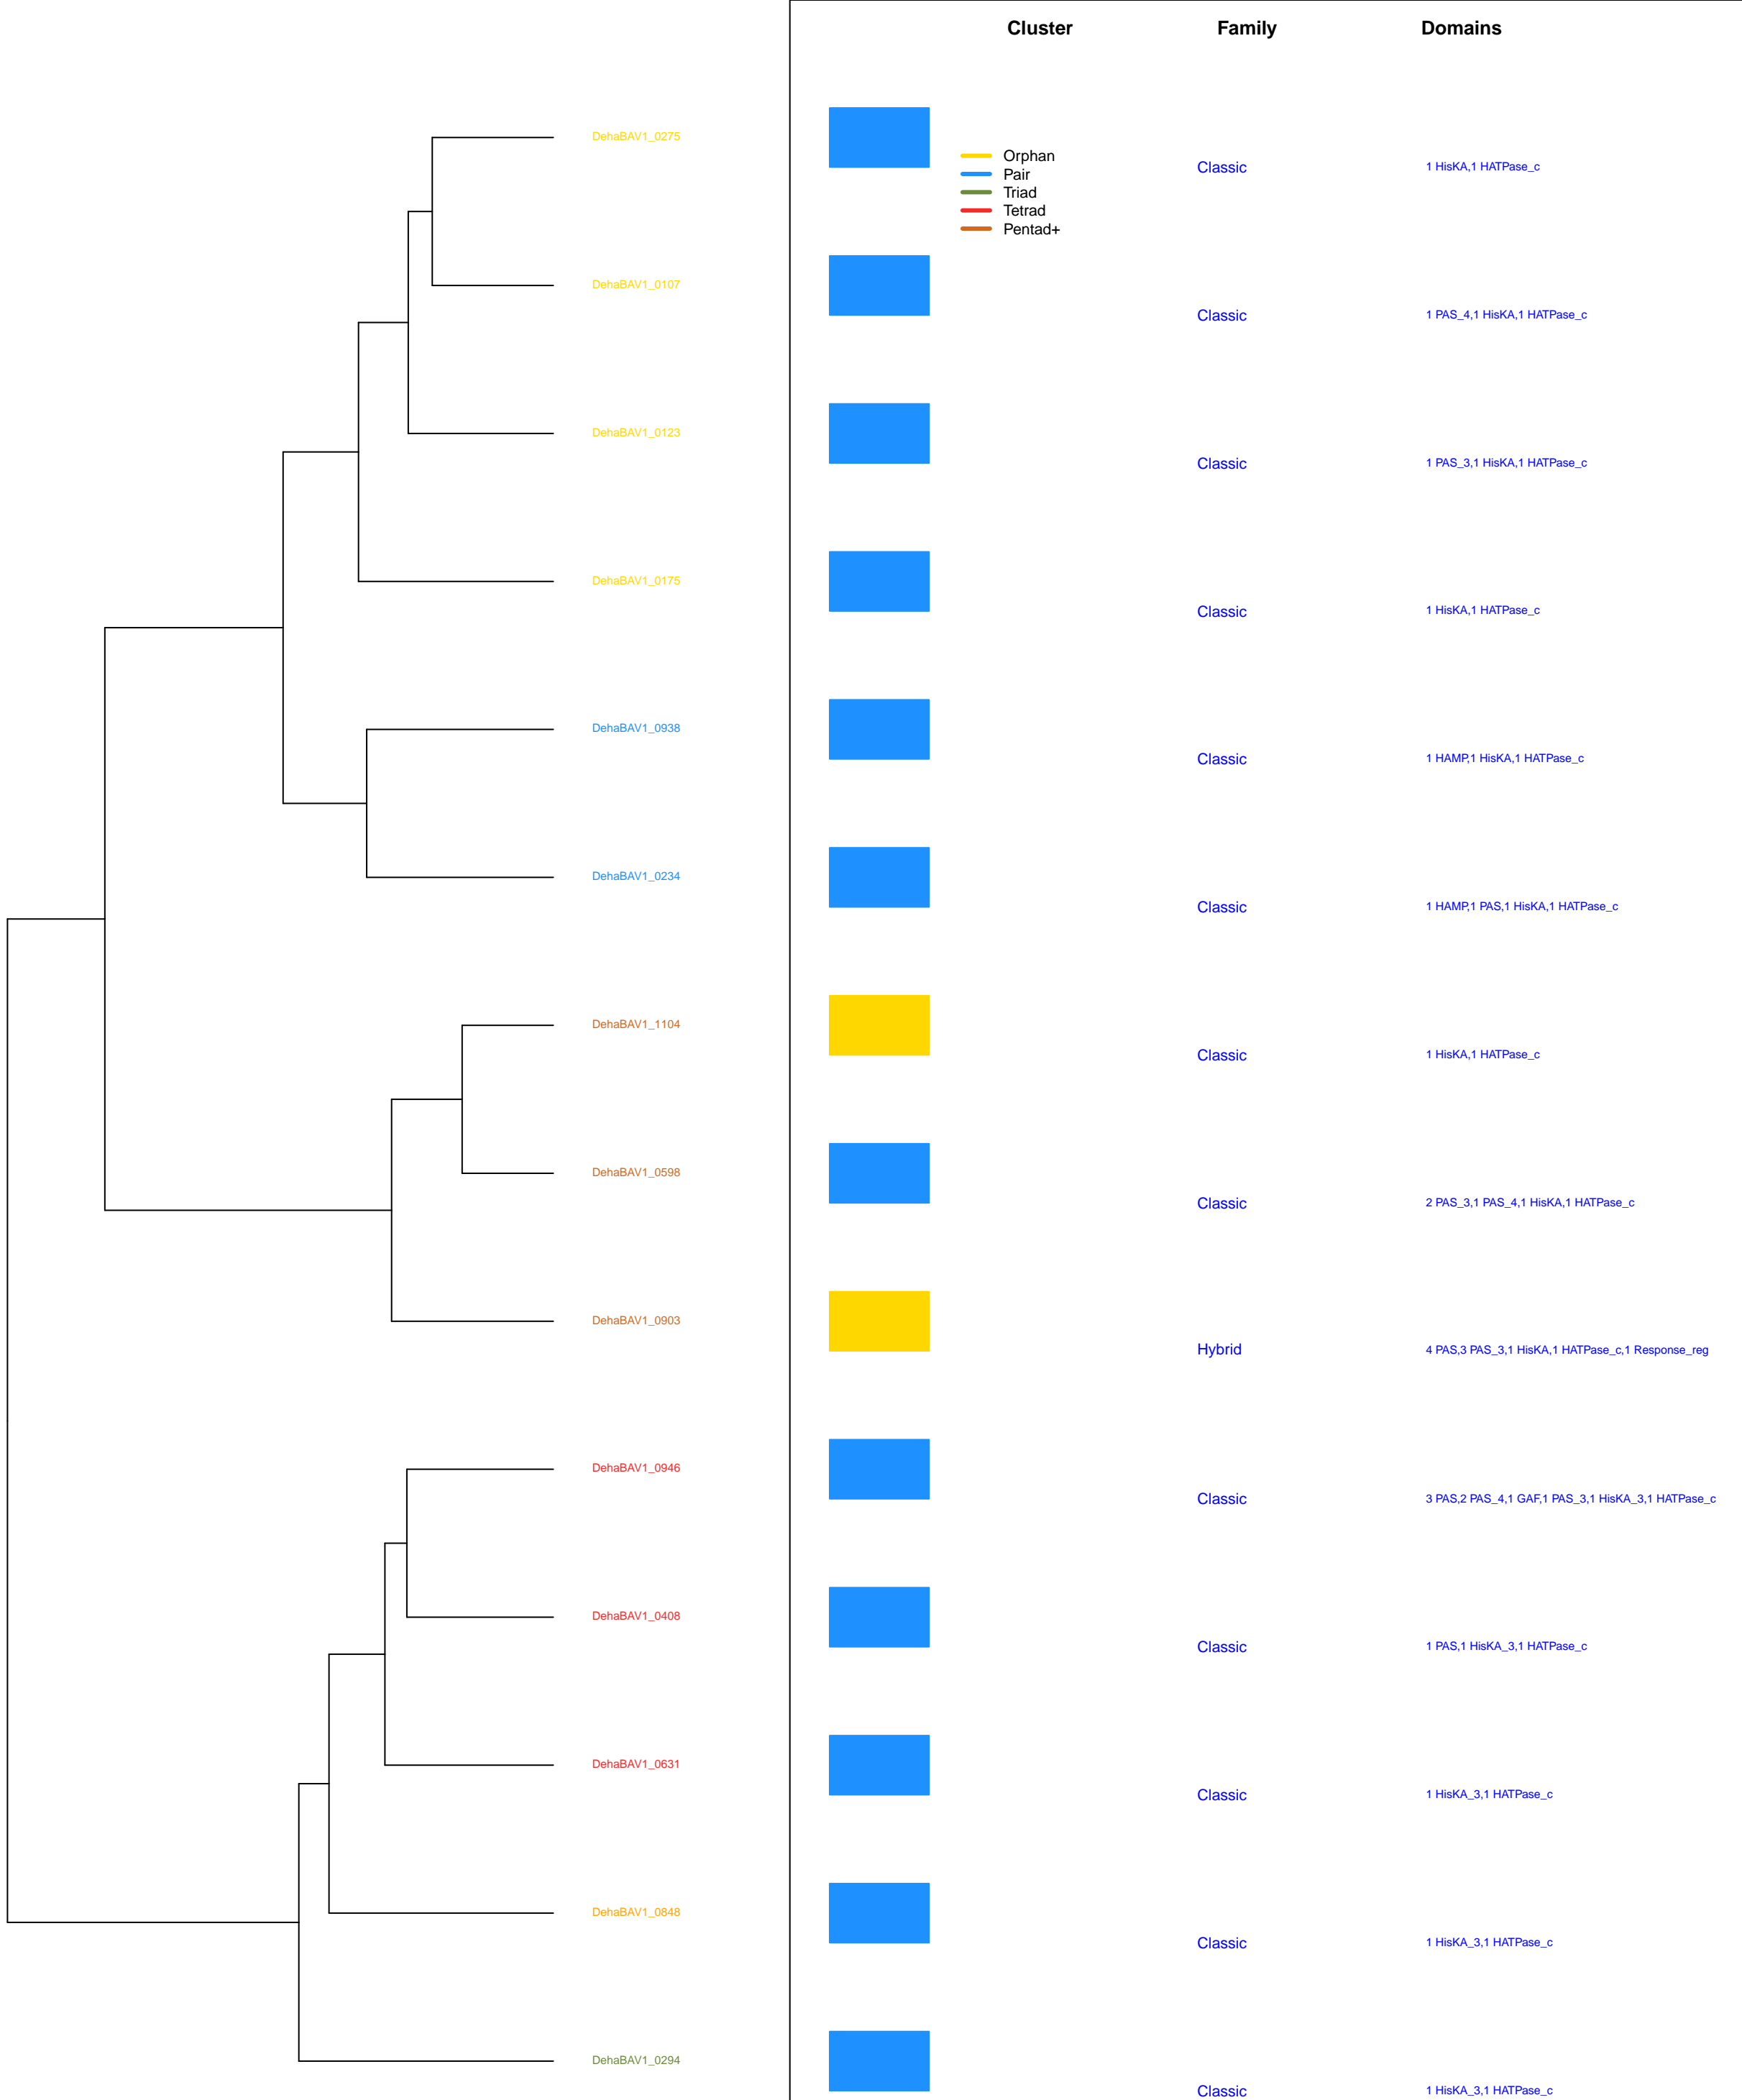 Cluster Family Domains
DehaBAV1_0275
Orphan
Pair
Triad
Tetrad
Pentad+
Classic 1 HisKA,1 HATPase_c
DehaBAV1_0107
Classic 1 PAS_4,1 HisKA,1 HATPase_c
DehaBAV1_0123
Classic 1 PAS_3,1 HisKA,1 HATPase_c
DehaBAV1_0175
Classic 1 HisKA,1 HATPase_c
DehaBAV1_0938
Classic 1 HAMP,1 HisKA,1 HATPase_c
DehaBAV1_0234
Classic 1 HAMP,1 PAS,1 HisKA,1 HATPase_c
DehaBAV1_1104
Classic 1 HisKA,1 HATPase_c
DehaBAV1_0598
Classic 2 PAS_3,1 PAS_4,1 HisKA,1 HATPase_c
DehaBAV1_0903
Hybrid 4 PAS,3 PAS_3,1 HisKA,1 HATPase_c,1 Response_reg
DehaBAV1_0946
Classic 3 PAS,2 PAS_4,1 GAF,1 PAS_3,1 HisKA_3,1 HATPase_c
DehaBAV1_0408
Classic 1 PAS,1 HisKA_3,1 HATPase_c
DehaBAV1_0631
Classic 1 HisKA_3,1 HATPase_c
DehaBAV1_0848
Classic 1 HisKA_3,1 HATPase_c
DehaBAV1_0294
Classic 1 HisKA_3,1 HATPase_c